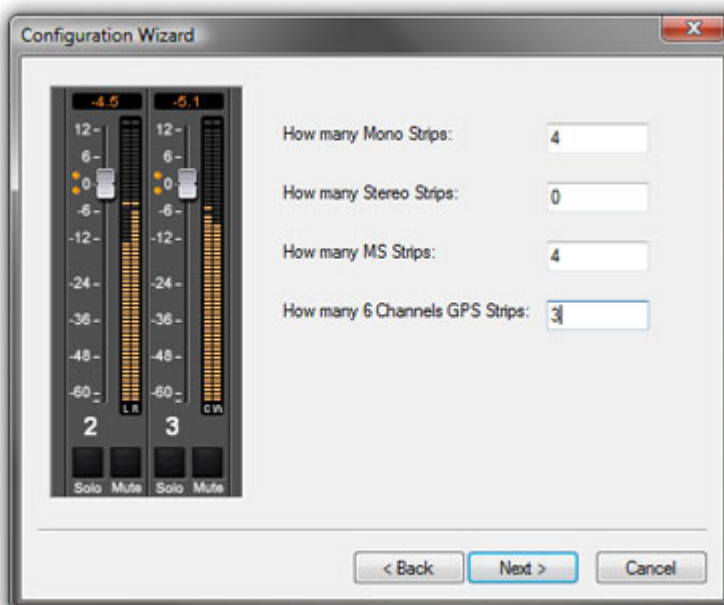 Configuration Wizard
-4.5 -5.1
12 12
6 6
0 0
-6 -6
-12 -12
-24 -24
-36 -36
-48 -48
-60 -60
L R
2 3
Solo Mute Solo Mute
How many Mono Strips: 4
How many Stereo Strips: 0
How many MS Strips: 4
How many 6 Channels GPS Strips: 3
< Back Next > Cancel